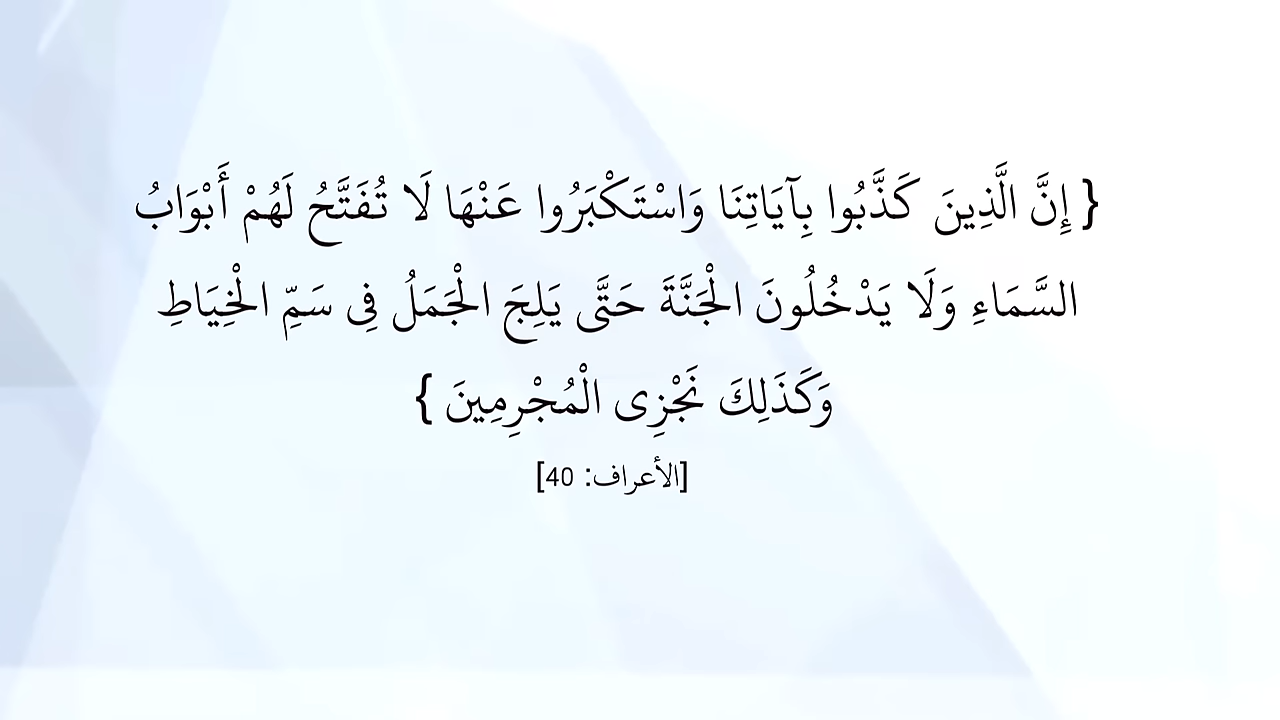 { إِنَّ الَّذِينَ كَذَّبُوا بِآيَاتِنَا وَاسْتَكْبَرُوا عَنْهَا لَا تُفَتَّحُ لَهُمْ أَبْوَابُ
السَّمَاءِ وَلَا يَدْخُلُونَ الْجَنَّةَ حَتَّى يَلِجَ الْجَمَلُ فِى سَمِّ الْخِيَاطِ
وَكَذَلِكَ نَجْزِى الْمُجْرِمِينَ }
[الأعراف: 40]